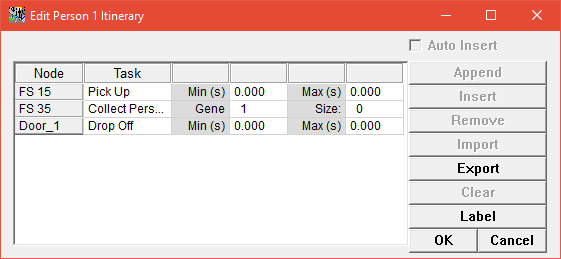 Edit Person 1 Itinerary
Auto Insert
Node Task
FS 15 Pick Up Min (s) 0.000 Max (s) 0.000
FS 35 Collect Pers... Gene 1 Size: 0
Door_1 Drop Off Min (s) 0.000 Max (s) 0.000
Append
Insert
Remove
Import
Export
Clear
Label
OK Cancel